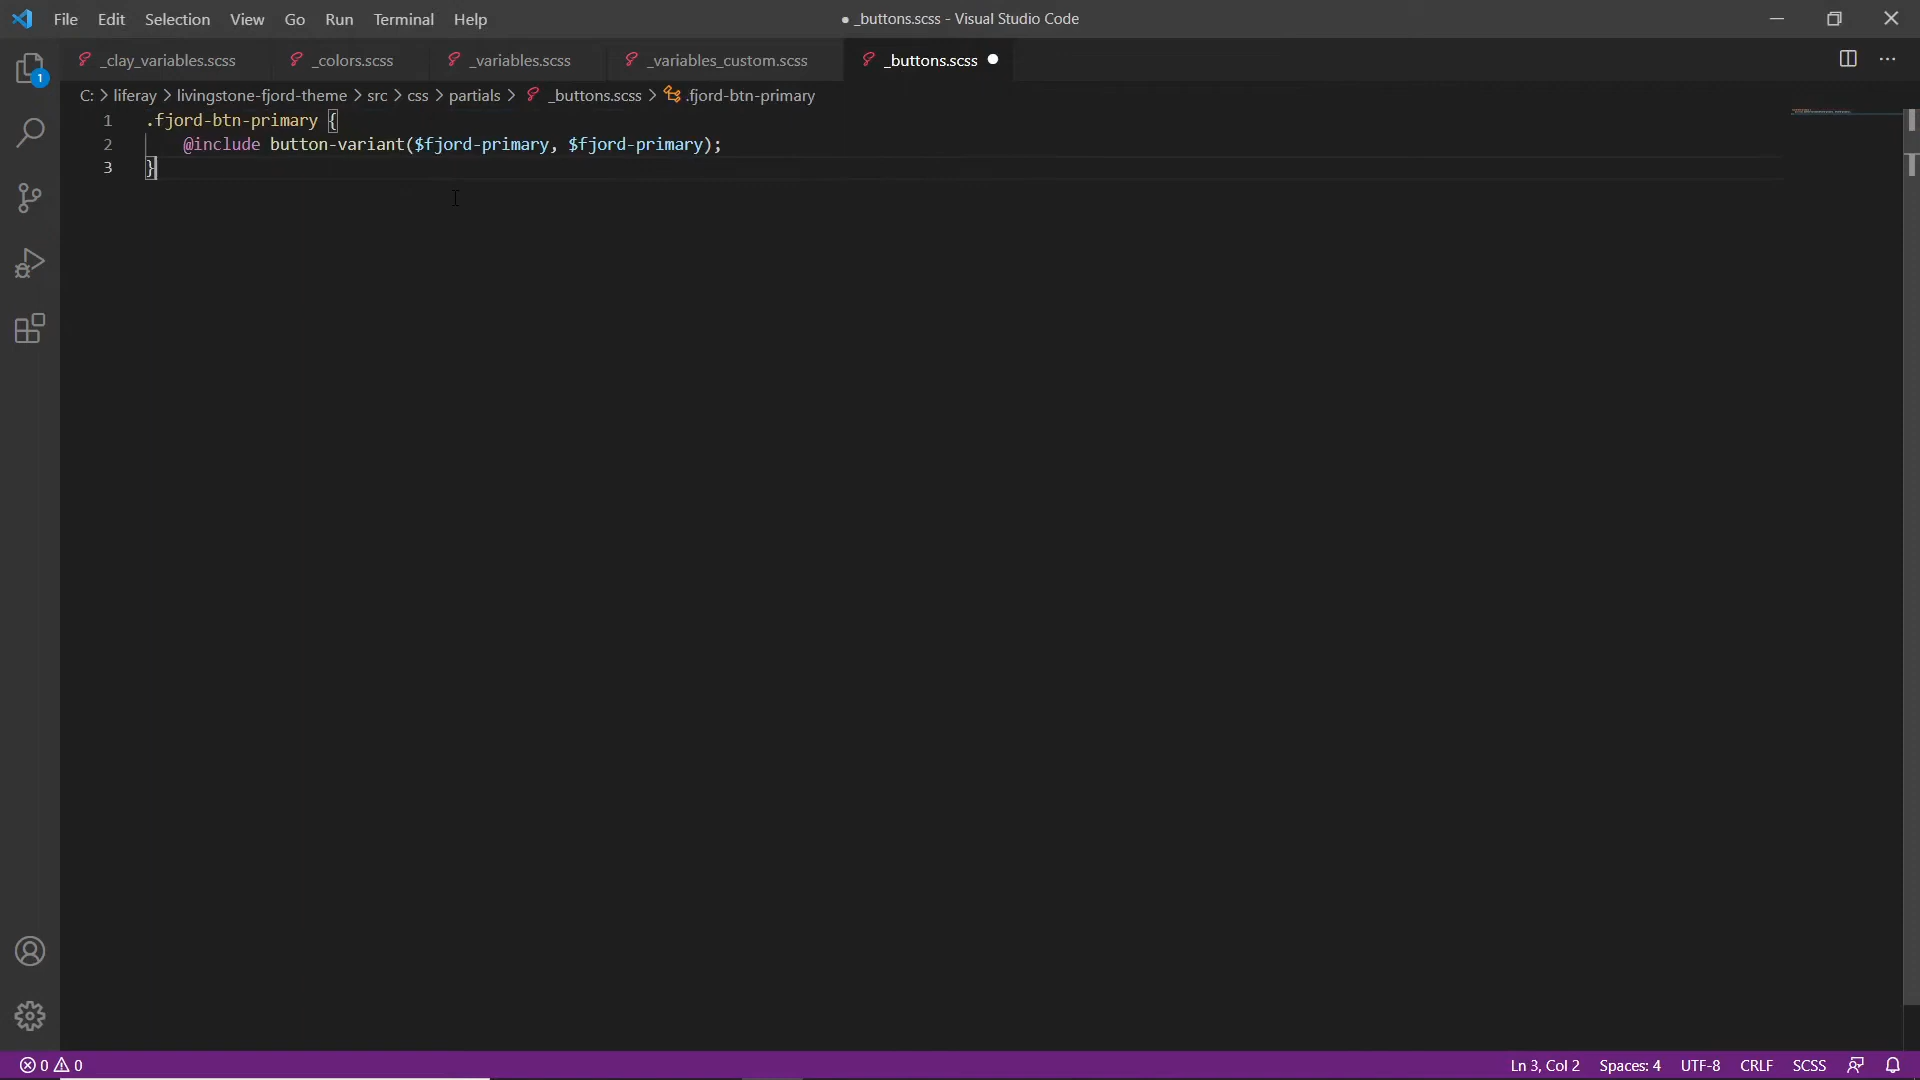 File Edit Selection View Go Run Terminal Help
● _buttons.scss - Visual Studio Code
1
_clay_variables.scss _colors.scss _variables.scss _variables_custom.scss _buttons.scss
C: > liferay > livingstone-fjord-theme > src > css > partials > _buttons.scss > .fjord-btn-primary
1 .fjord-btn-primary {
2 @include button-variant($fjord-primary, $fjord-primary);
3 }
0 0 Ln 3, Col 2 Spaces: 4 UTF-8 CRLF SCSS